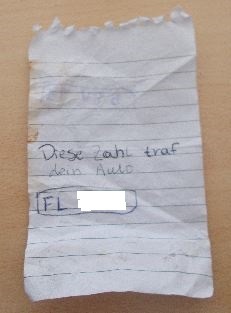 Diese Zahl traf
dein Auto
FL